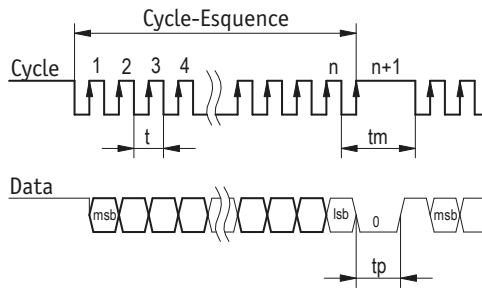 Cycle-Esquence
Cycle
1 2 3 4 n n+1
t tm
Data
msb lsb 0 msb
tp